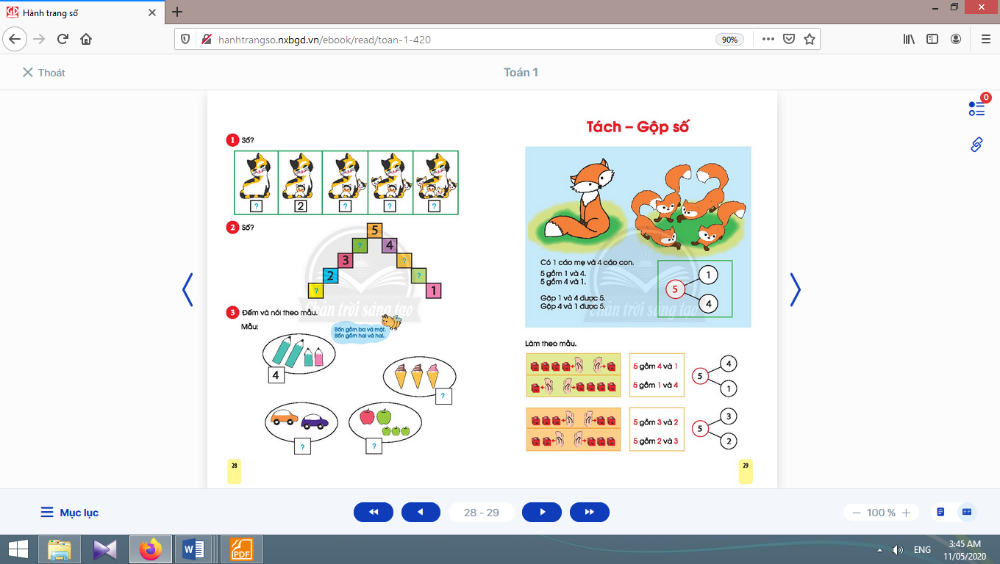 Hành trang số
hanhtrangso.nxbgd.vn/ebook/read/toan-1-420
90%
Thoát
Toán 1
0
1 Số?
? 2 ? ? ?
2 Số?
5
? 4
3 ?
2 ?
? 1
3 Đếm và nói theo mẫu.
Mẫu:
Bốn gồm ba và một.
Bốn gồm hai và hai.
4
?
?
?
Chân trời sáng tạo
28
Tách – Gộp số
Có 1 cáo mẹ và 4 cáo con.
5 gồm 1 và 4.
5 gồm 4 và 1.
Gộp 1 và 4 được 5.
Gộp 4 và 1 được 5.
1
5
4
Chân trời sáng tạo
Làm theo mẫu.
5 gồm 4 và 1
5 gồm 1 và 4
4
5
1
5 gồm 3 và 2
5 gồm 2 và 3
3
5
2
29
Mục lục
28 - 29
100 %
PDF
ENG
3:45 AM
11/05/2020